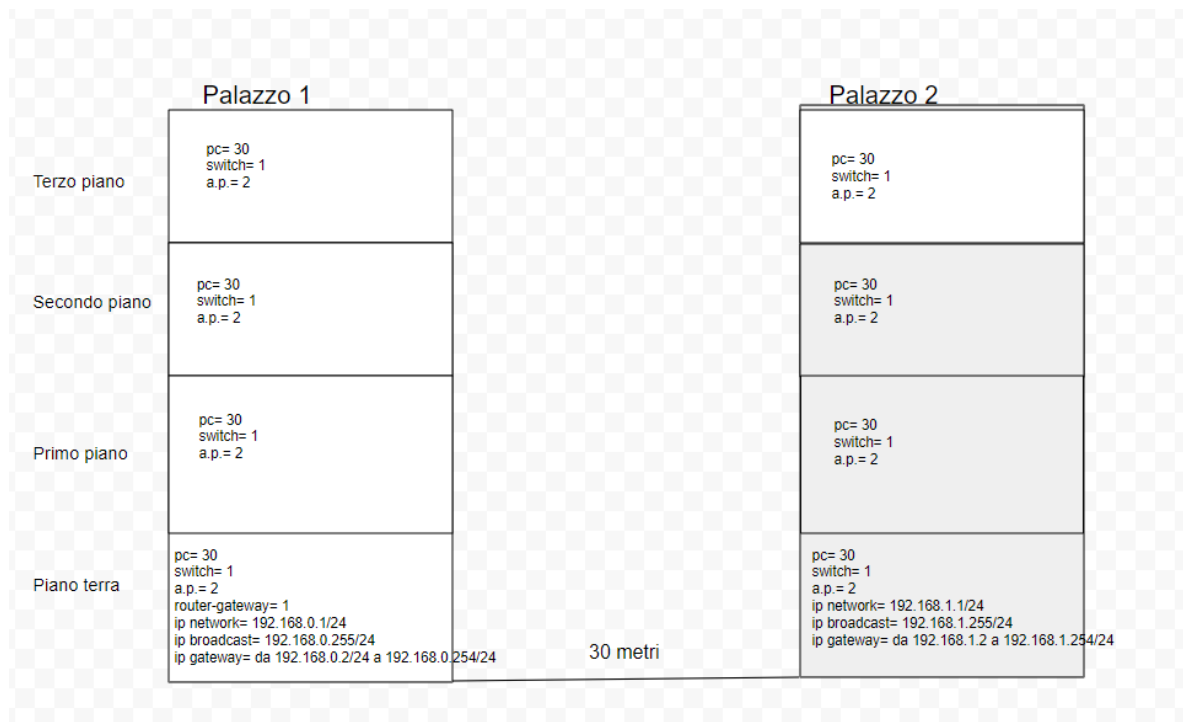 Palazzo 1
Palazzo 2
Terzo piano
pc= 30
switch= 1
a.p.= 2
pc= 30
switch= 1
a.p.= 2
Secondo piano
pc= 30
switch= 1
a.p.= 2
pc= 30
switch= 1
a.p.= 2
Primo piano
pc= 30
switch= 1
a.p.= 2
pc= 30
switch= 1
a.p.= 2
Piano terra
pc= 30
switch= 1
a.p.= 2
router-gateway= 1
ip network= 192.168.0.1/24
ip broadcast= 192.168.0.255/24
ip gateway= da 192.168.0.2/24 a 192.168.0.254/24
30 metri
pc= 30
switch= 1
a.p.= 2
ip network= 192.168.1.1/24
ip broadcast= 192.168.1.255/24
ip gateway= da 192.168.1.2 a 192.168.1.254/24